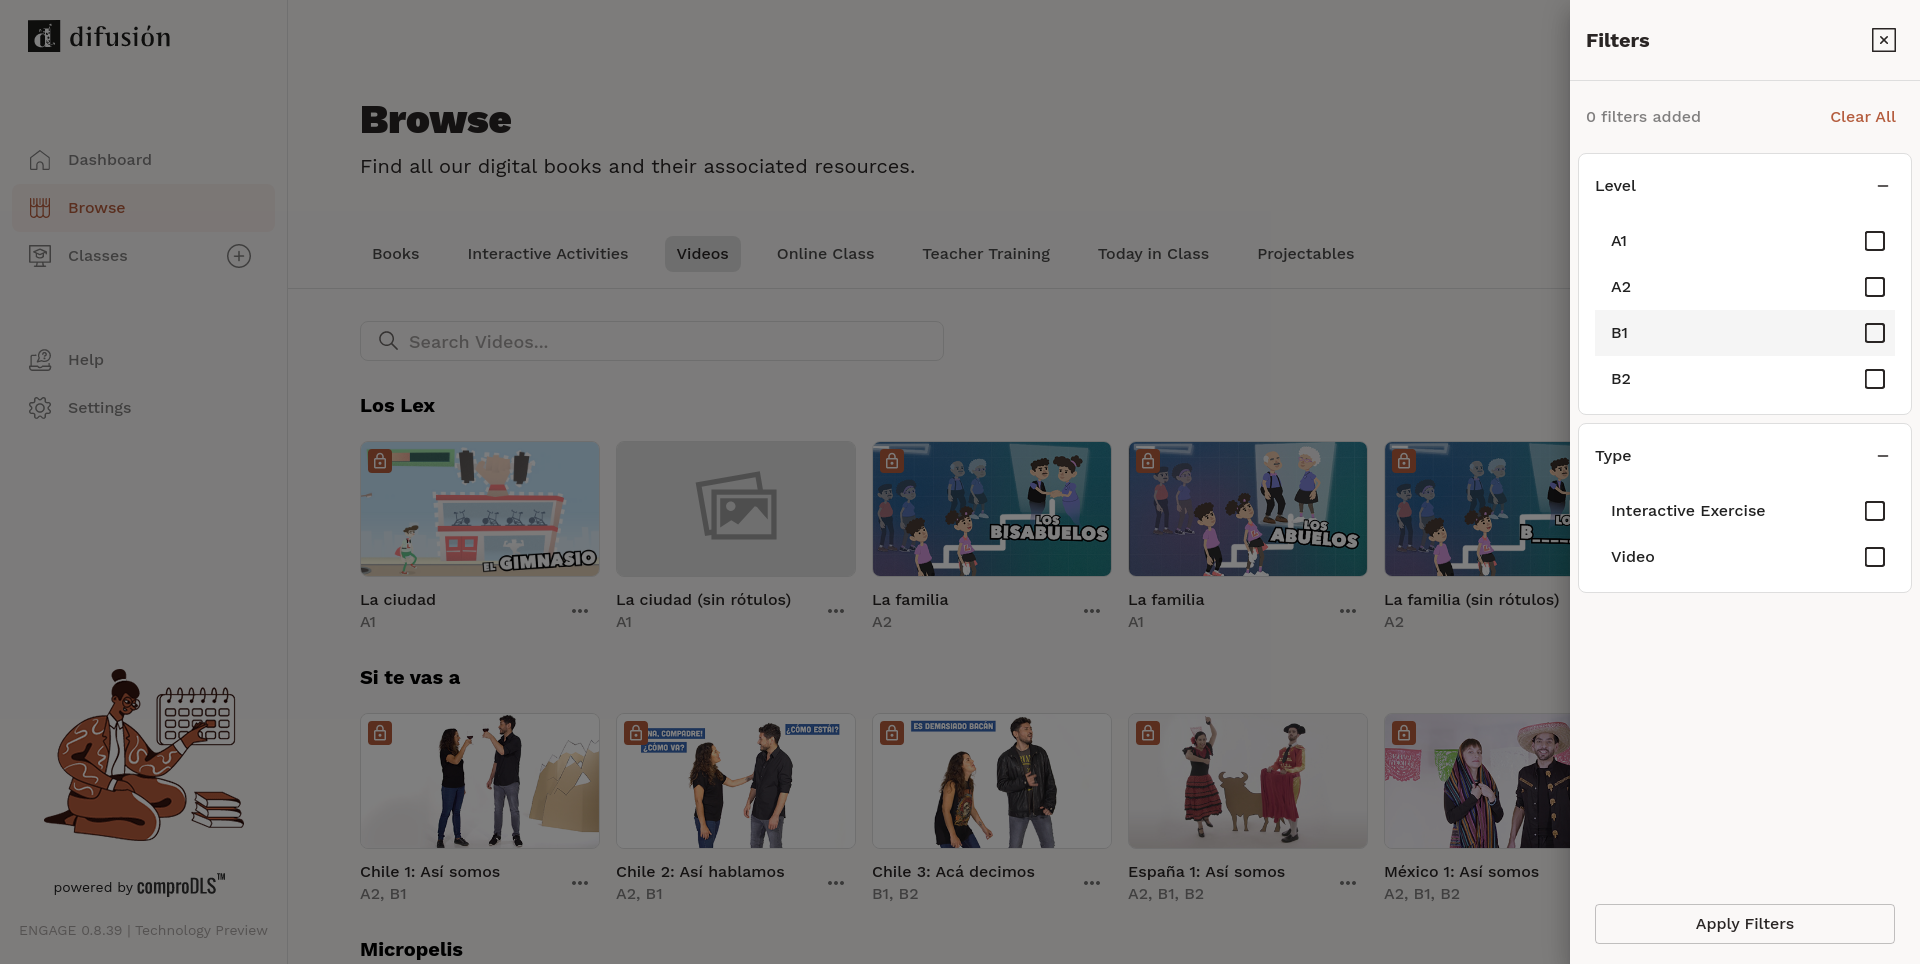 difusión
Dashboard
Browse
Classes
Help
Settings
powered by comproDLS™
ENGAGE 0.8.39 | Technology Preview
Browse
Find all our digital books and their associated resources.
Books
Interactive Activities
Videos
Online Class
Teacher Training
Today in Class
Projectables
Search Videos...
Los Lex
EL GIMNASIO
LOS
BISABUELOS
LOS
ABUELOS
LOS
La ciudad
A1
La ciudad (sin rótulos)
A1
La familia
A2
La familia
A1
La familia (sin rótulos)
A2
Si te vas a
NA, COMPADRE!
¿CÓMO VA?
¿CÓMO ESTÁI?
ES DEMASIADO BACÁN
Chile 1: Así somos
A2, B1
Chile 2: Así hablamos
A2, B1
Chile 3: Acá decimos
B1, B2
España 1: Así somos
A2, B1, B2
México 1: Así somos
A2, B1, B2
Micropelis
Filters
0 filters added
Clear All
Level
A1
A2
B1
B2
Type
Interactive Exercise
Video
Apply Filters